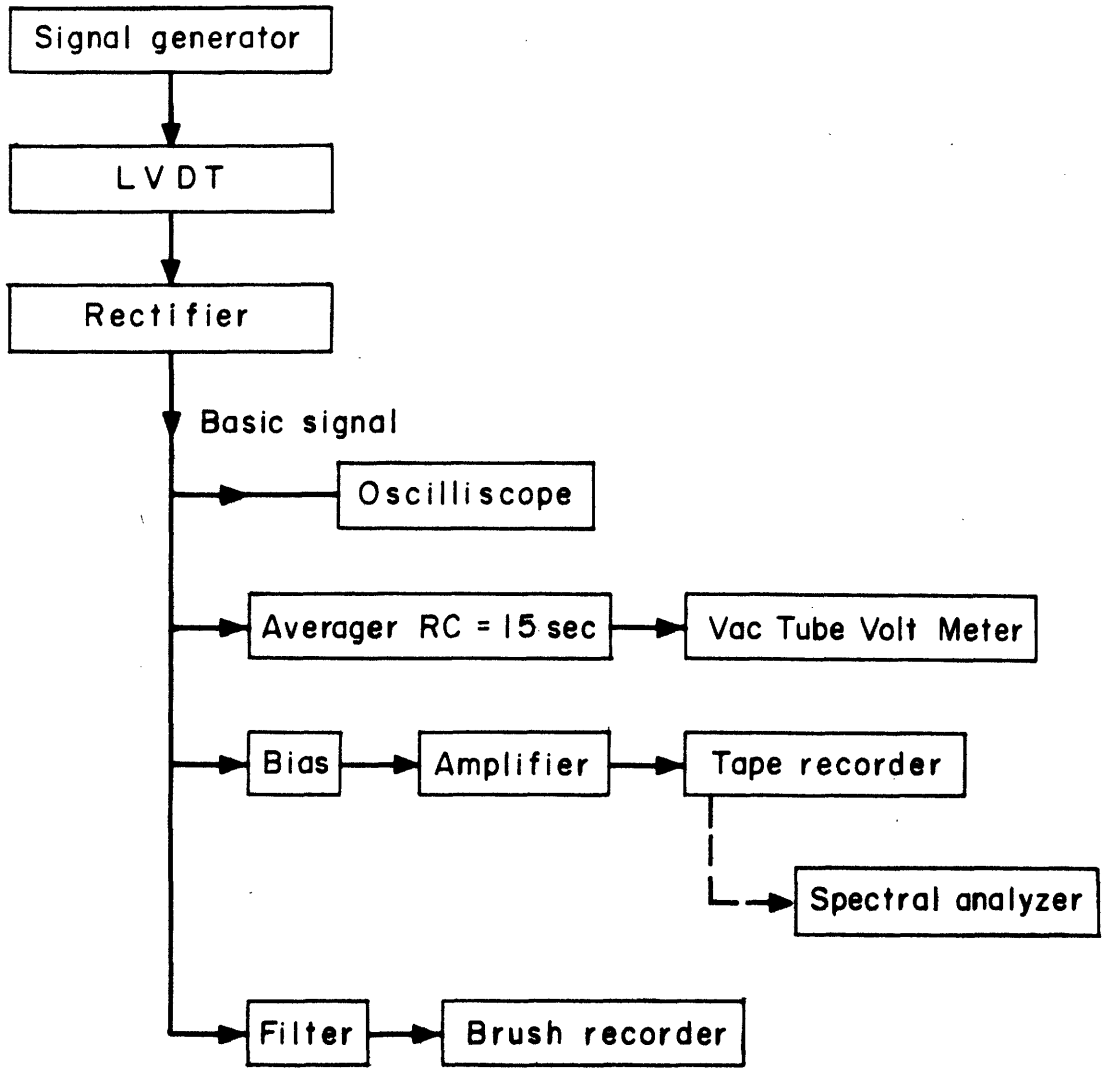 Signal generator
LVDT
Rectifier
Basic signal
Oscilliscope
Averager RC = 15 sec
Vac Tube Volt Meter
Bias
Amplifier
Tape recorder
Spectral analyzer
Filter
Brush recorder